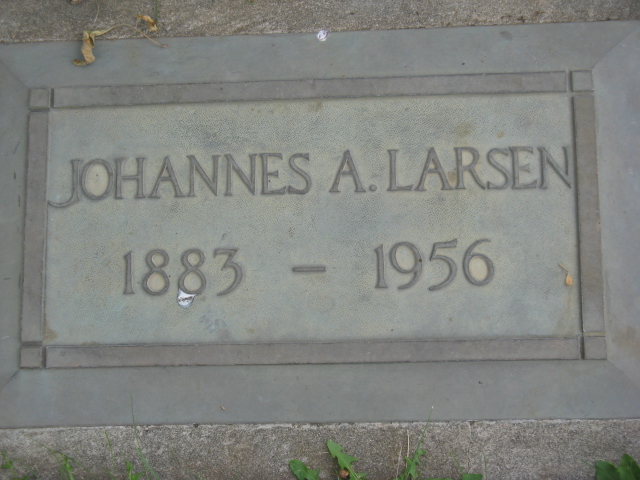 JOHANNES A. LARSEN
1883 – 1956